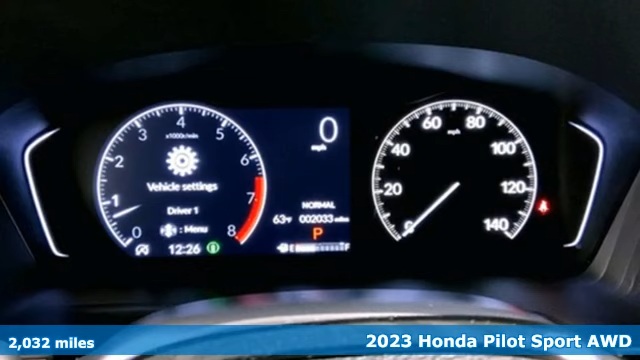 0
mph
x1000r/min
0 1 2 3 4 5 6 7 8
Vehicle settings
Driver 1
: Menu
12:26
NORMAL
63°F 002033 miles
P
E F
mph
0 20 40 60 80 100 120 140
2,032 miles
2023 Honda Pilot Sport AWD